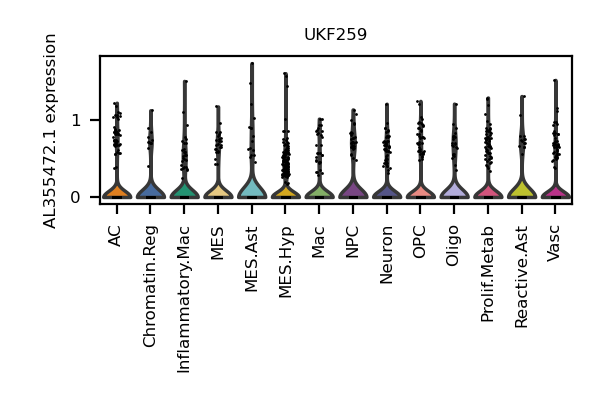 UKF259
AL355472.1 expression
1
0
AC
Chromatin.Reg
Inflammatory.Mac
MES
MES.Ast
MES.Hyp
Mac
NPC
Neuron
OPC
Oligo
Prolif.Metab
Reactive.Ast
Vasc